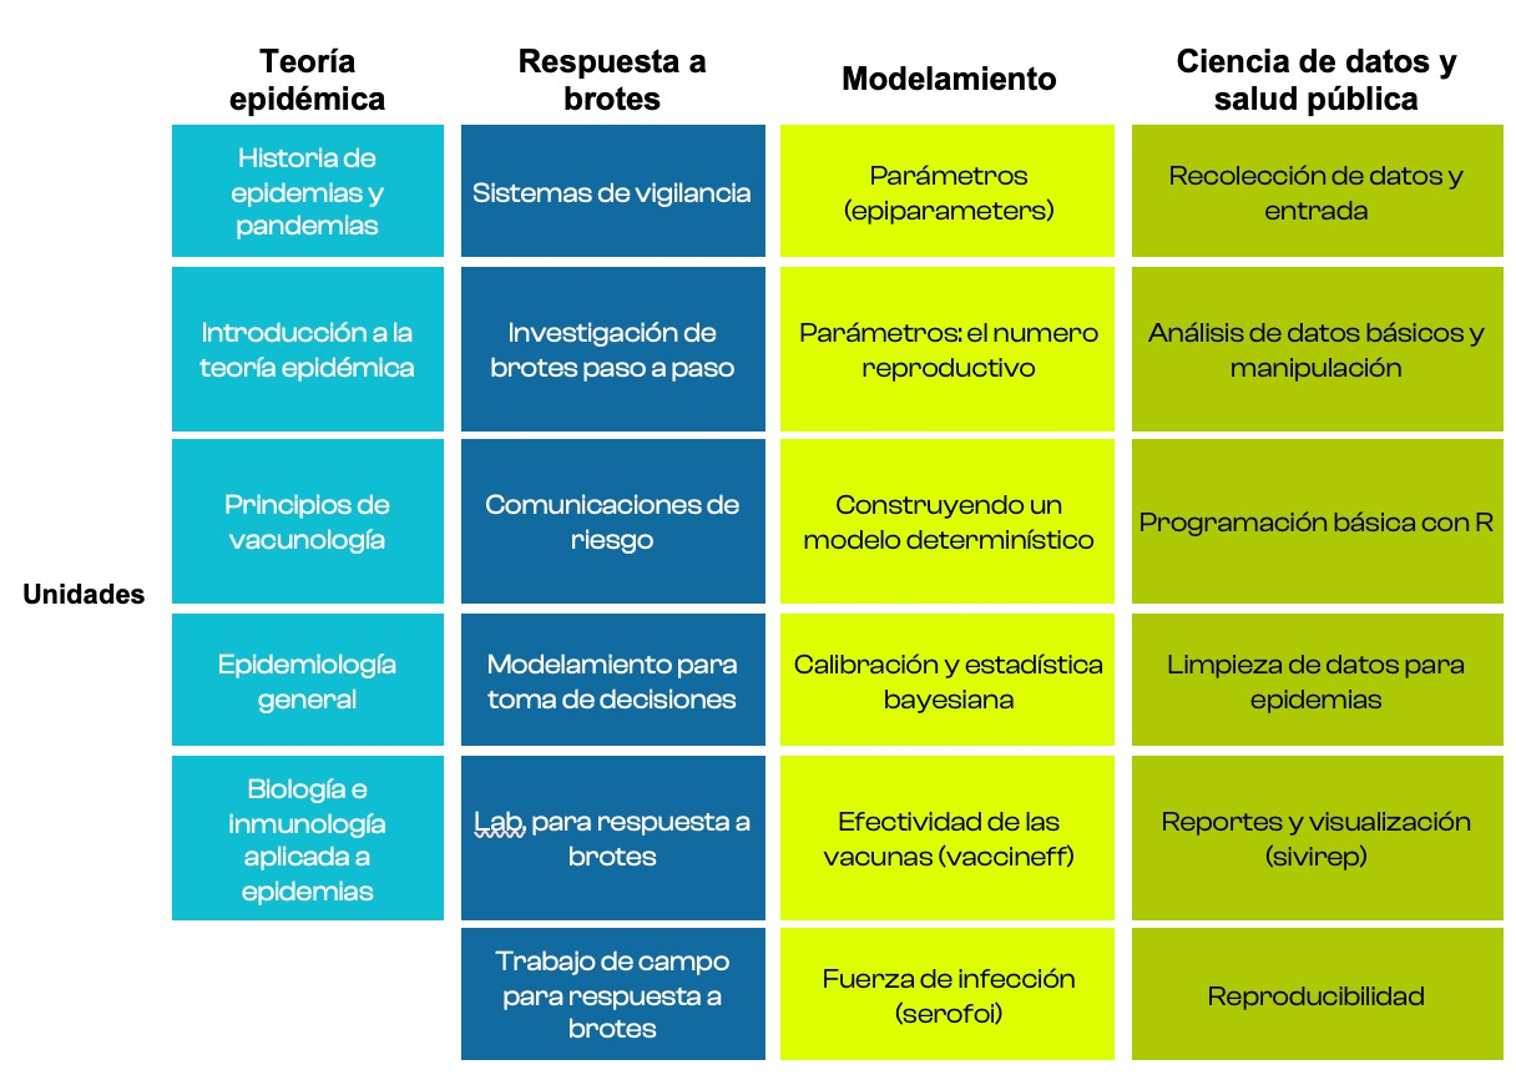 Teoría
epidémica
Respuesta a
brotes
Modelamiento
Ciencia de datos y
salud pública
Unidades
Historia de
epidemias y
pandemias
Sistemas de vigilancia
Parámetros
(epiparameters)
Recolección de datos y
entrada
Introducción a la
teoría epidémica
Investigación de
brotes paso a paso
Parámetros: el numero
reproductivo
Análisis de datos básicos y
manipulación
Principios de
vacunología
Comunicaciones de
riesgo
Construyendo un
modelo determinístico
Programación básica con R
Epidemiología
general
Modelamiento para
toma de decisiones
Calibración y estadística
bayesiana
Limpieza de datos para
epidemias
Biología e
inmunología
aplicada a
epidemias
Lab, para respuesta a
brotes
Efectividad de las
vacunas (vaccineff)
Reportes y visualización
(sivirep)
Trabajo de campo
para respuesta a
brotes
Fuerza de infección
(serofoi)
Reproducibilidad